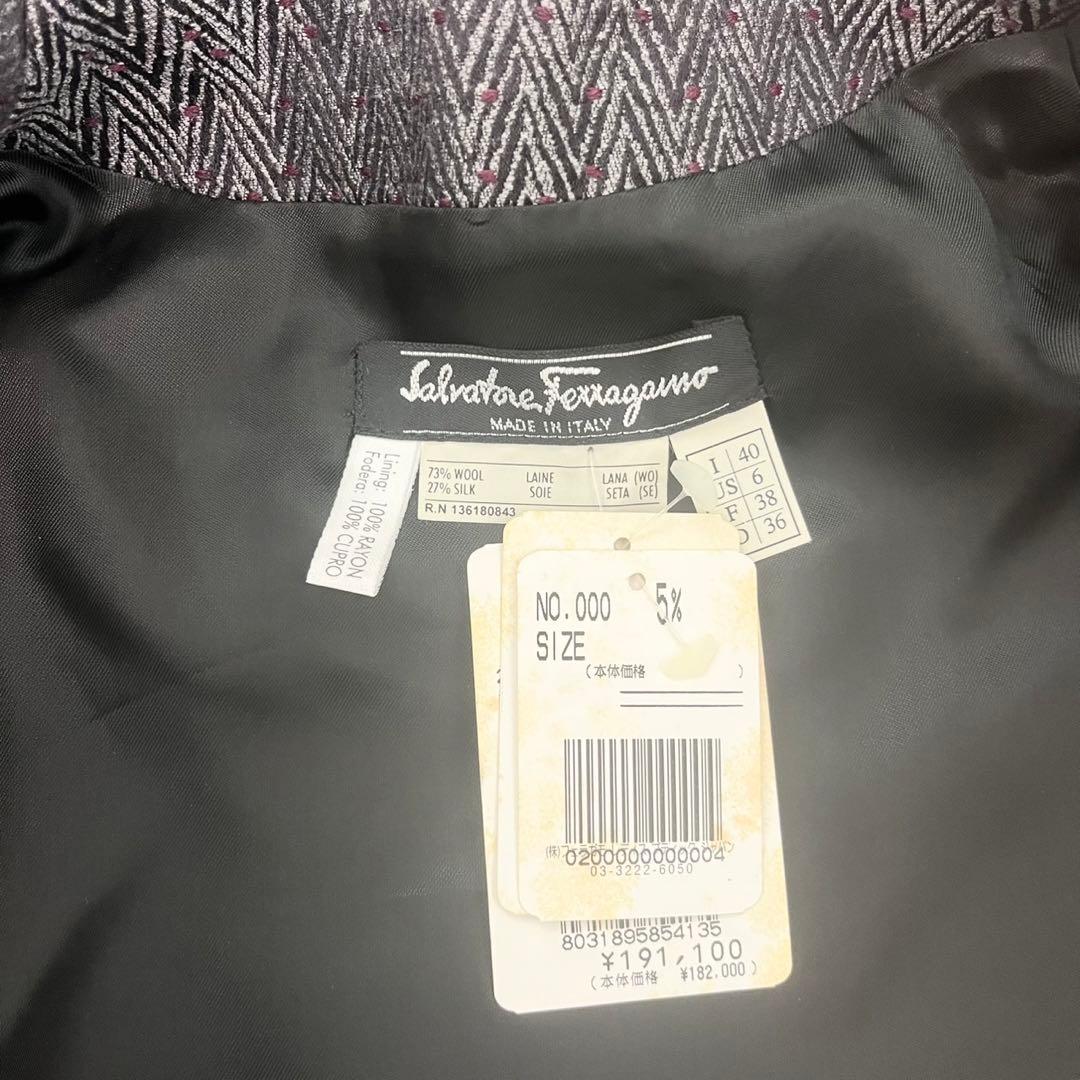 Salvatore Ferragamo
MADE IN ITALY
Lining: 100% RAYON
Fodera: 100% CUPRO
73% WOOL LAINE LANA (WO)
27% SILK SOIE SETA (SE)
R.N 136180843
I 40
US 6
F 38
D 36
NO.000 5%
SIZE
(本体価格 )
0200000000004
03-3222-6050
8031895854135
¥191,100
(本体価格 ¥182,000)